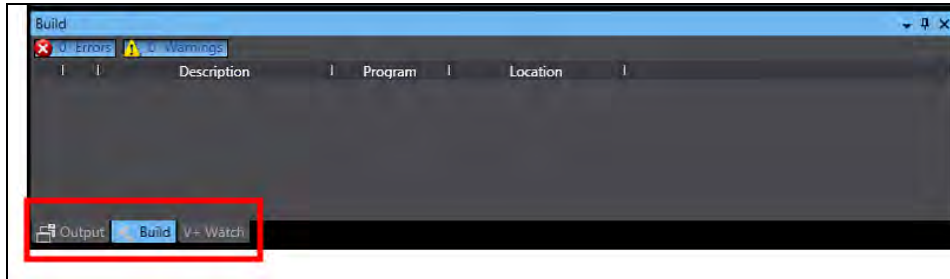 Build
0 Errors 0 Warnings
Description Program Location
Output Build V+ Watch